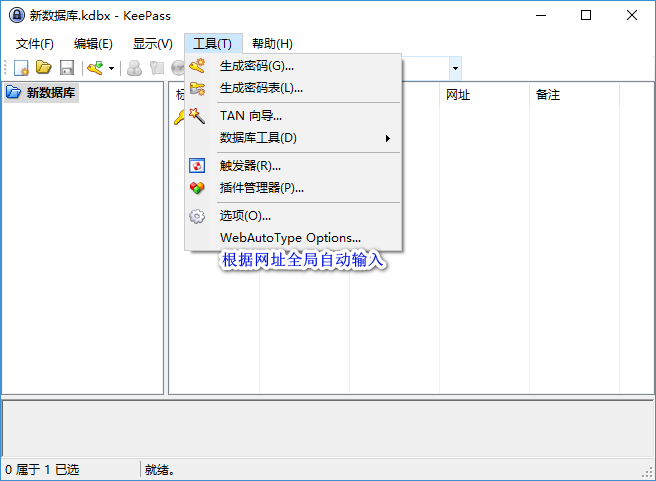 新数据库.kdbx - KeePass
文件(F) 编辑(E) 显示(V) 工具(T) 帮助(H)
生成密码(G)...
生成密码表(L)...
TAN 向导...
数据库工具(D)
触发器(R)...
插件管理器(P)...
选项(O)...
WebAutoType Options...
根据网址全局自动输入
新数据库
网址 备注
0 属于 1 已选 就绪。